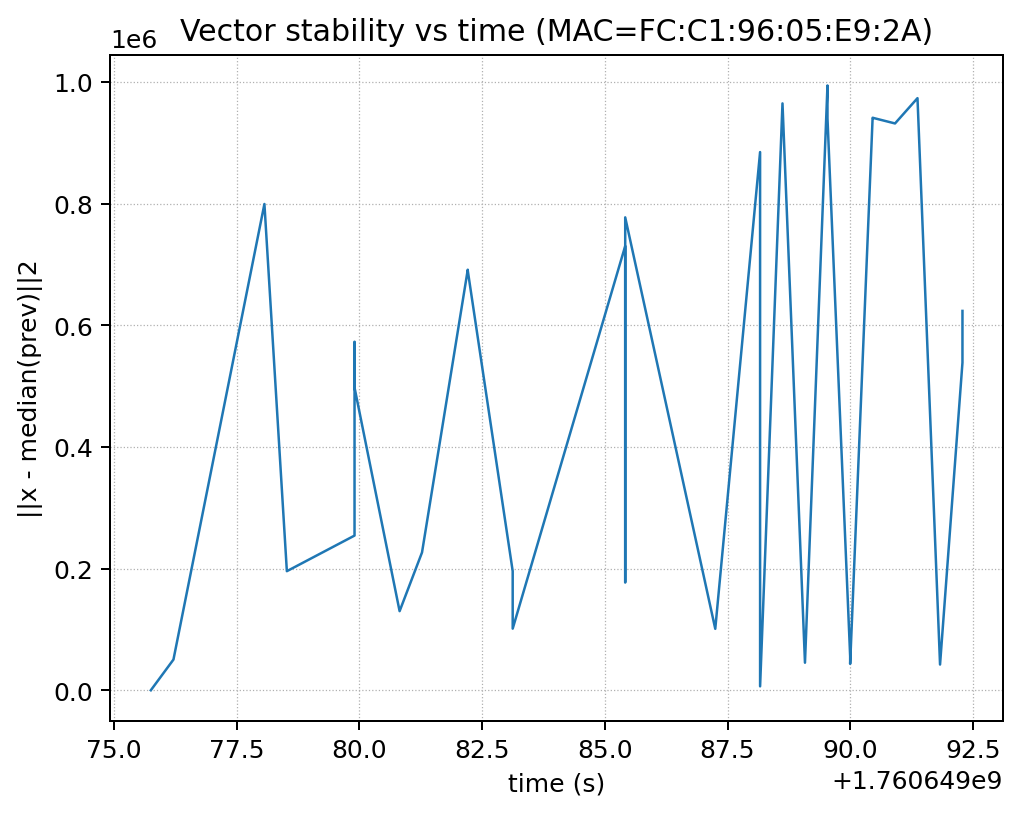 Vector stability vs time (MAC=FC:C1:96:05:E9:2A)
1e6
1.0
0.8
0.6
0.4
0.2
0.0
||x - median(prev)||2
75.0 77.5 80.0 82.5 85.0 87.5 90.0 92.5
time (s)
+1.760649e9